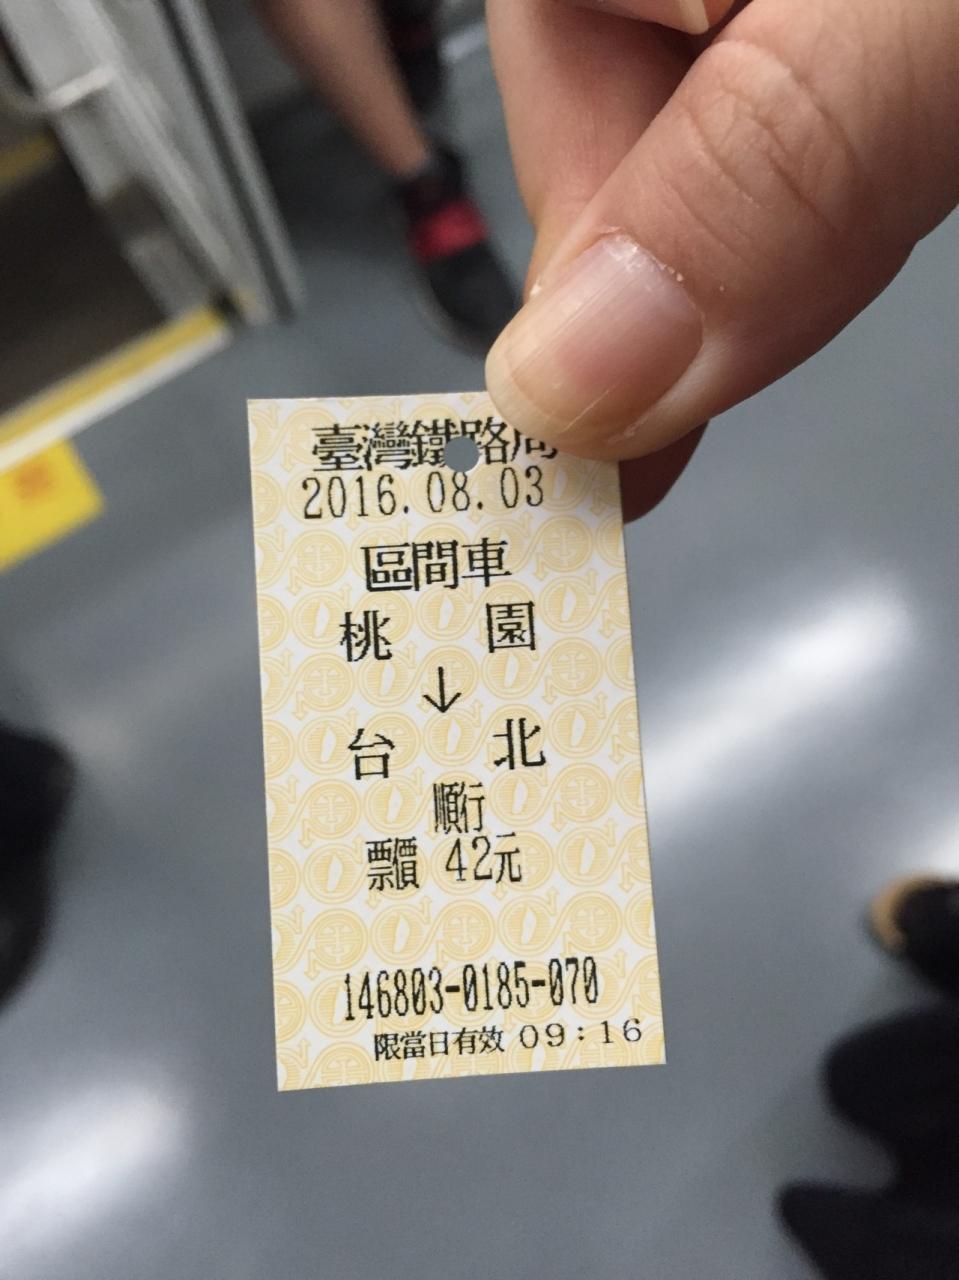 臺灣鐵路局
2016.08.03
區間車
桃園
↓
台北
順行
票價 42元
146803-0185-070
限當日有效 09:16